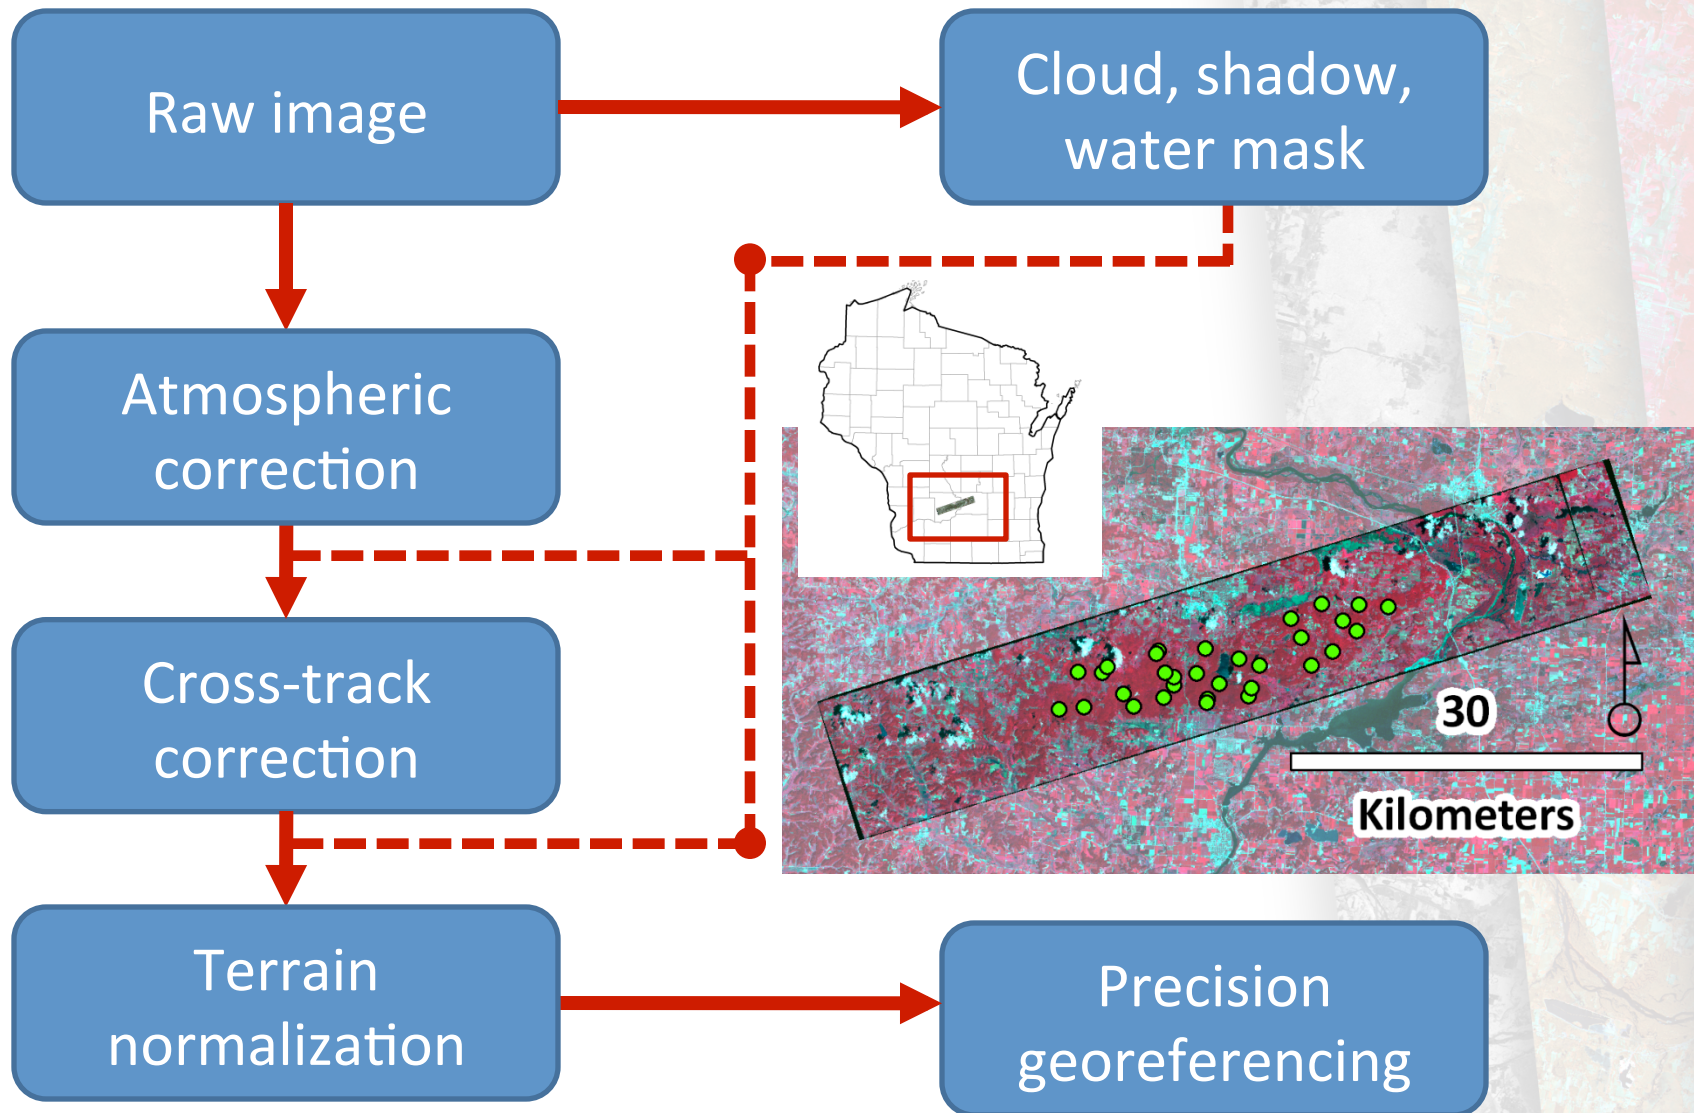 Raw image
Cloud, shadow,
water mask
Atmospheric
correction
Cross-track
correction
30
Kilometers
Terrain
normalization
Precision
georeferencing